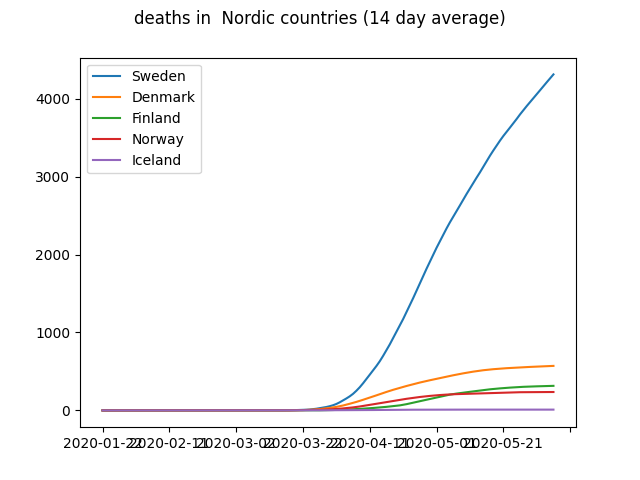 deaths in  Nordic countries (14 day average)
Sweden
Denmark
Finland
Norway
Iceland
4000
3000
2000
1000
0
2020-01-22 2020-02-11 2020-03-02 2020-03-22 2020-04-11 2020-05-01 2020-05-21